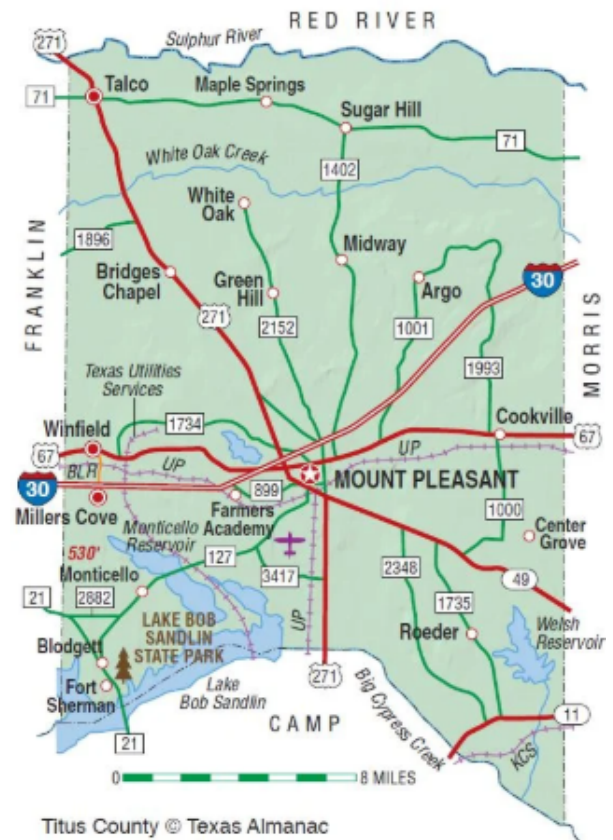 RED RIVER
271
Sulphur River
Talco
Maple Springs
71
Sugar Hill
71
White Oak Creek
1402
White
Oak
1896
Midway
Bridges
Chapel
Green
Hill
Argo
30
FRANKLIN
MORRIS
271
2152
1001
1993
Texas Utilities
Services
Winfield
1734
Cookville
67
UP
UP
67
BLR
30
MOUNT PLEASANT
899
Millers Cove
Farmers
Academy
1000
Center
Grove
Monticello
Reservoir
530'
127
Monticello
3417
2348
49
21
2882
1735
LAKE BOB
SANDLIN
STATE PARK
UP
Roeder
Welsh
Reservoir
Blodgett
Fort
Sherman
Lake
Bob Sandlin
271
Big Cypress Creek
11
CAMP
KCS
21
0
8 MILES
Titus County © Texas Almanac